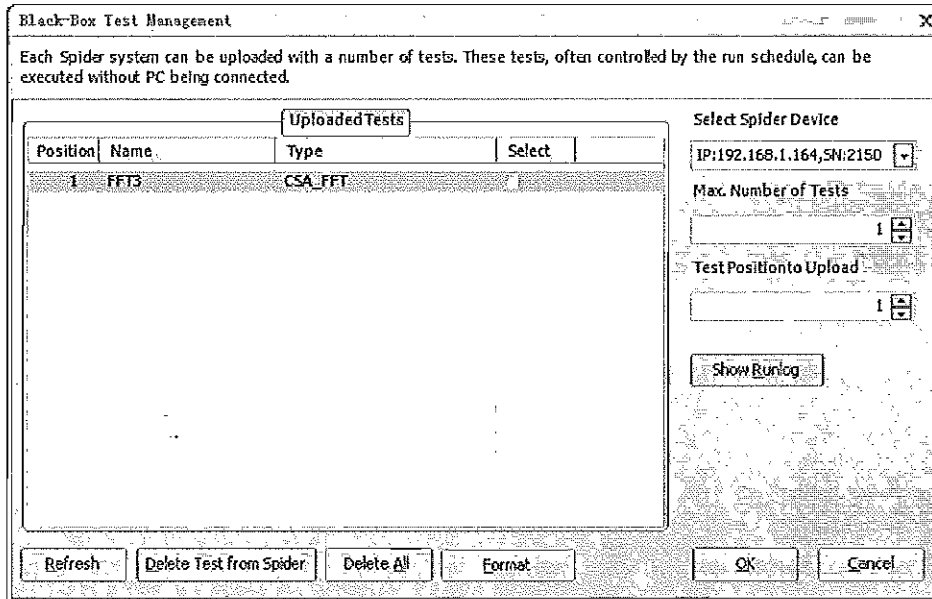 Black-Box Test Management
Each Spider system can be uploaded with a number of tests. These tests, often controlled by the run schedule, can be
executed without PC being connected.
Uploaded Tests
Position Name Type Select
1 FFT3 CSA_FFT
Select Spider Device
IP:192.168.1.164,SN:2150
Max. Number of Tests
1
Test Position to Upload
1
Show Runlog
Refresh Delete Test from Spider Delete All Format OK Cancel